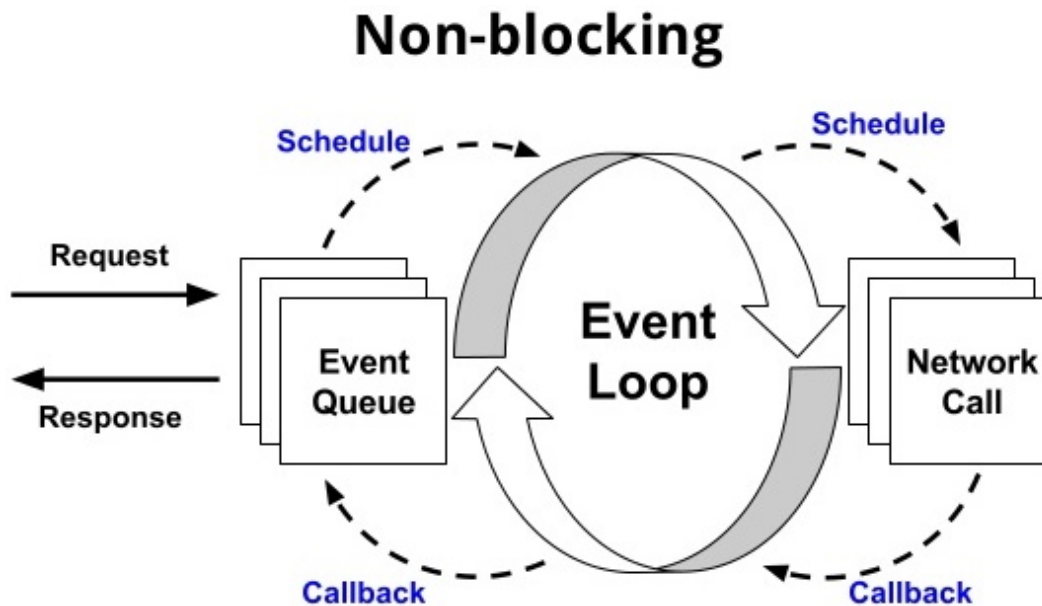 Non-blocking
Schedule
Schedule
Request
Response
Event
Queue
Event
Loop
Network
Call
Callback
Callback